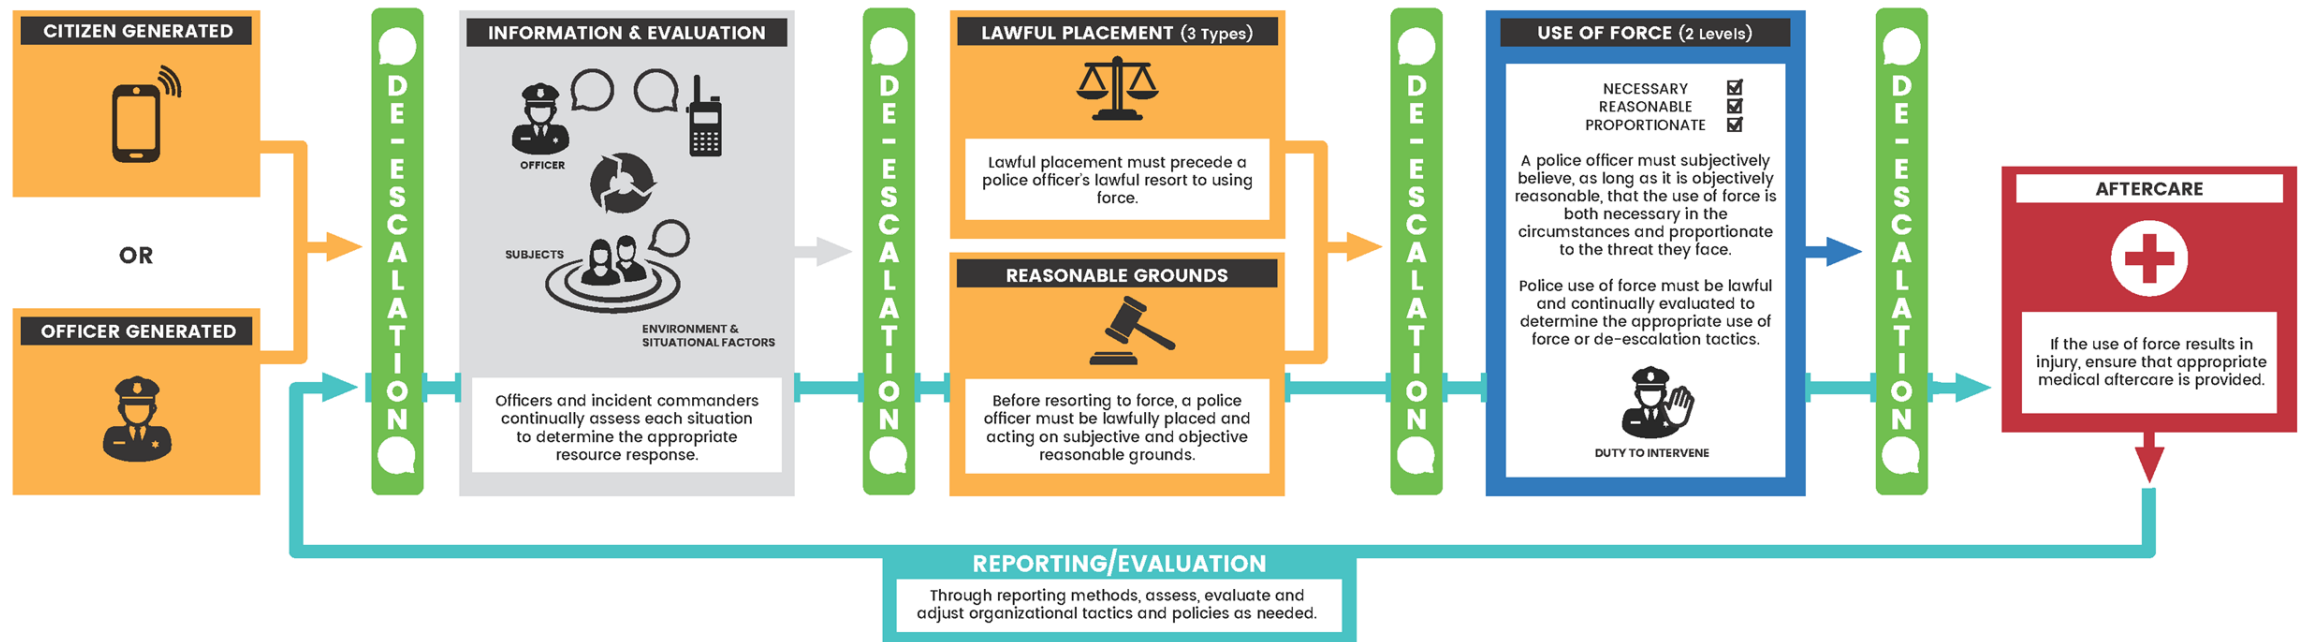 CITIZEN GENERATED
OR
OFFICER GENERATED
DE-ESCALATION
INFORMATION & EVALUATION
OFFICER
SUBJECTS
ENVIRONMENT &
SITUATIONAL FACTORS
Officers and incident commanders
continually assess each situation
to determine the appropriate
resource response.
DE-ESCALATION
LAWFUL PLACEMENT (3 Types)
Lawful placement must precede a
police officer's lawful resort to using
force.
REASONABLE GROUNDS
Before resorting to force, a police
officer must be lawfully placed and
acting on subjective and objective
reasonable grounds.
DE-ESCALATION
USE OF FORCE (2 Levels)
NECESSARY
REASONABLE
PROPORTIONATE
A police officer must subjectively
believe, as long as it is objectively
reasonable, that the use of force is
both necessary in the
circumstances and proportionate
to the threat they face.
Police use of force must be lawful
and continually evaluated to
determine the appropriate use of
force or de-escalation tactics.
DUTY TO INTERVENE
DE-ESCALATION
AFTERCARE
If the use of force results in
injury, ensure that appropriate
medical aftercare is provided.
REPORTING/EVALUATION
Through reporting methods, assess, evaluate and
adjust organizational tactics and policies as needed.